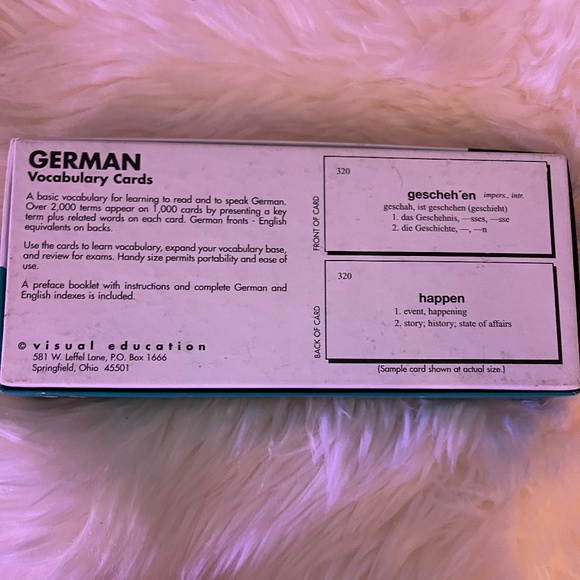 GERMAN
Vocabulary Cards
A basic vocabulary for learning to read and to speak German.
Over 2,000 terms appear on 1,000 cards by presenting a key
term plus related words on each card. German fronts - English
equivalents on backs.
Use the cards to learn vocabulary, expand your vocabulary base,
and review for exams. Handy size permits portability and ease of
use.
A preface booklet with instructions and complete German and
English indexes is included.
© visual education
581 W. Leffel Lane, P.O. Box 1666
Springfield, Ohio 45501
FRONT OF CARD
320
gescheh´en impers., intr.
geschah, ist geschehen (geschieht)
1. das Geschehnis, —sses, —sse
2. die Geschichte, —, —n
BACK OF CARD
320
happen
1. event, happening
2. story; history; state of affairs
(Sample card shown at actual size.)